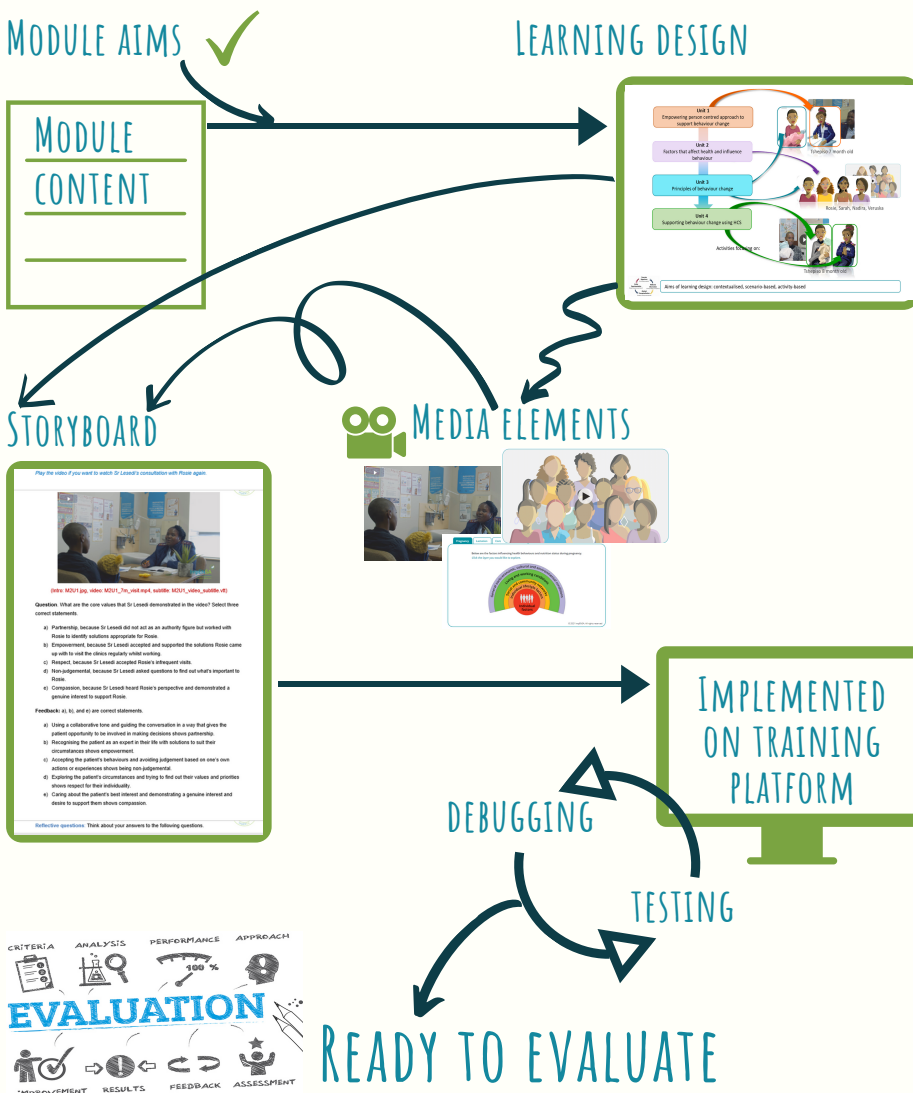 MODULE AIMS
LEARNING DESIGN
MODULE
CONTENT
Unit 1
Empowering person centred approach to
support behaviour change
Unit 2
Factors that affect health and influence
behaviour
Unit 3
Principles of behaviour change
Unit 4
Supporting behaviour change using HCS
Tshepiso 7 month old
Rosie, Sarah, Nadira, Veruska
Activities focusing on:
Tshepiso 8 month old
Aims of learning design: contextualised, scenario-based, activity-based
STORYBOARD
MEDIA ELEMENTS
Play the video if you want to watch Sr Lesedi's consultation with Rosie again.
(Intro: M2U1.jpg, video: M2U1_7m_visit.mp4, subtitle: M2U1_video_subtitle.vtt)
Question: What are the core values that Sr Lesedi demonstrated in the video? Select three
correct statements.
a) Partnership, because Sr Lesedi did not act as an authority figure but worked with
Rosie to identify solutions appropriate for Rosie.
b) Empowerment, because Sr Lesedi accepted and supported the solutions Rosie came
up with to visit the clinics regularly whilst working.
c) Respect, because Sr Lesedi accepted Rosie's infrequent visits.
d) Non-judgemental, because Sr Lesedi asked questions to find out what's important to
Rosie.
e) Compassion, because Sr Lesedi heard Rosie's perspective and demonstrated a
genuine interest to support Rosie.
Feedback: a), b), and e) are correct statements.
a) Using a collaborative tone and guiding the conversation in a way that gives the
patient opportunity to be involved in making decisions shows partnership.
b) Recognising the patient as an expert in their life with solutions to suit their
circumstances shows empowerment.
c) Accepting the patient's behaviours and avoiding judgement based on one's own
actions or experiences shows being non-judgemental.
d) Exploring the patient's circumstances and trying to find out their values and priorities
shows respect for their individuality.
e) Caring about the patient's best interest and demonstrating a genuine interest and
desire to support them shows compassion.
Reflective questions: Think about your answers to the following questions.
Pregnancy
Individual
factors
IMPLEMENTED
ON TRAINING
PLATFORM
DEBUGGING
TESTING
CRITERIA ANALYSIS PERFORMANCE APPROACH
100 %
EVALUATION
IMPROVEMENT RESULTS FEEDBACK ASSESSMENT
READY TO EVALUATE